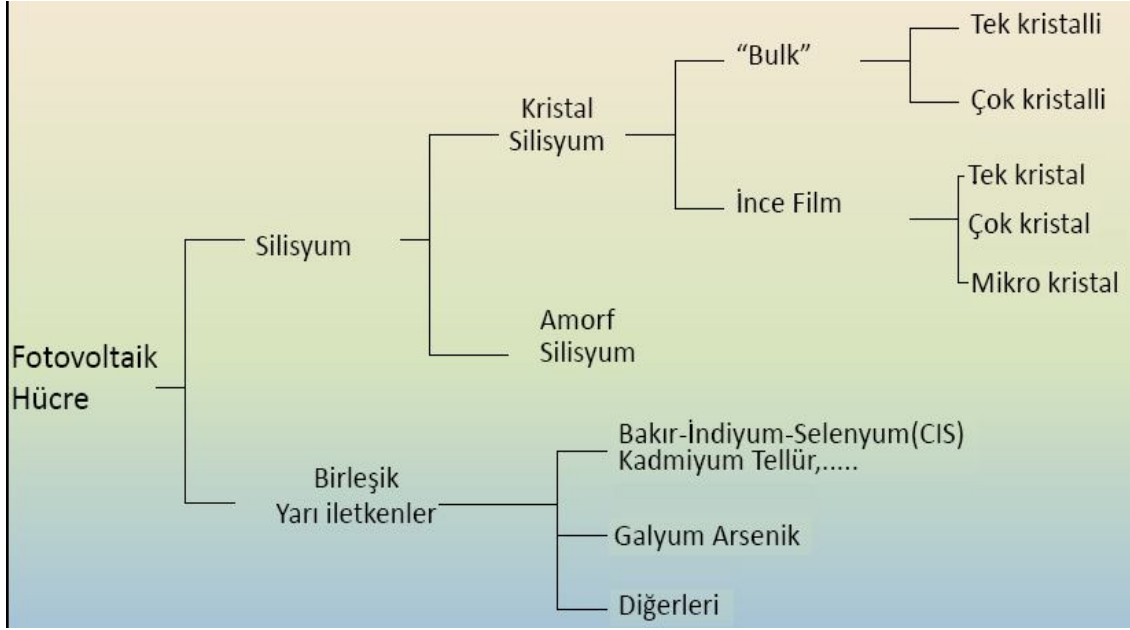 Fotovoltaik
Hücre
Silisyum
Kristal
Silisyum
“Bulk”
Tek kristalli
Çok kristalli
İnce Film
Tek kristal
Çok kristal
Mikro kristal
Amorf
Silisyum
Birleşik
Yarı iletkenler
Bakır-İndiyum-Selenyum(CIS)
Kadmiyum Tellür,.....
Galyum Arsenik
Diğerleri